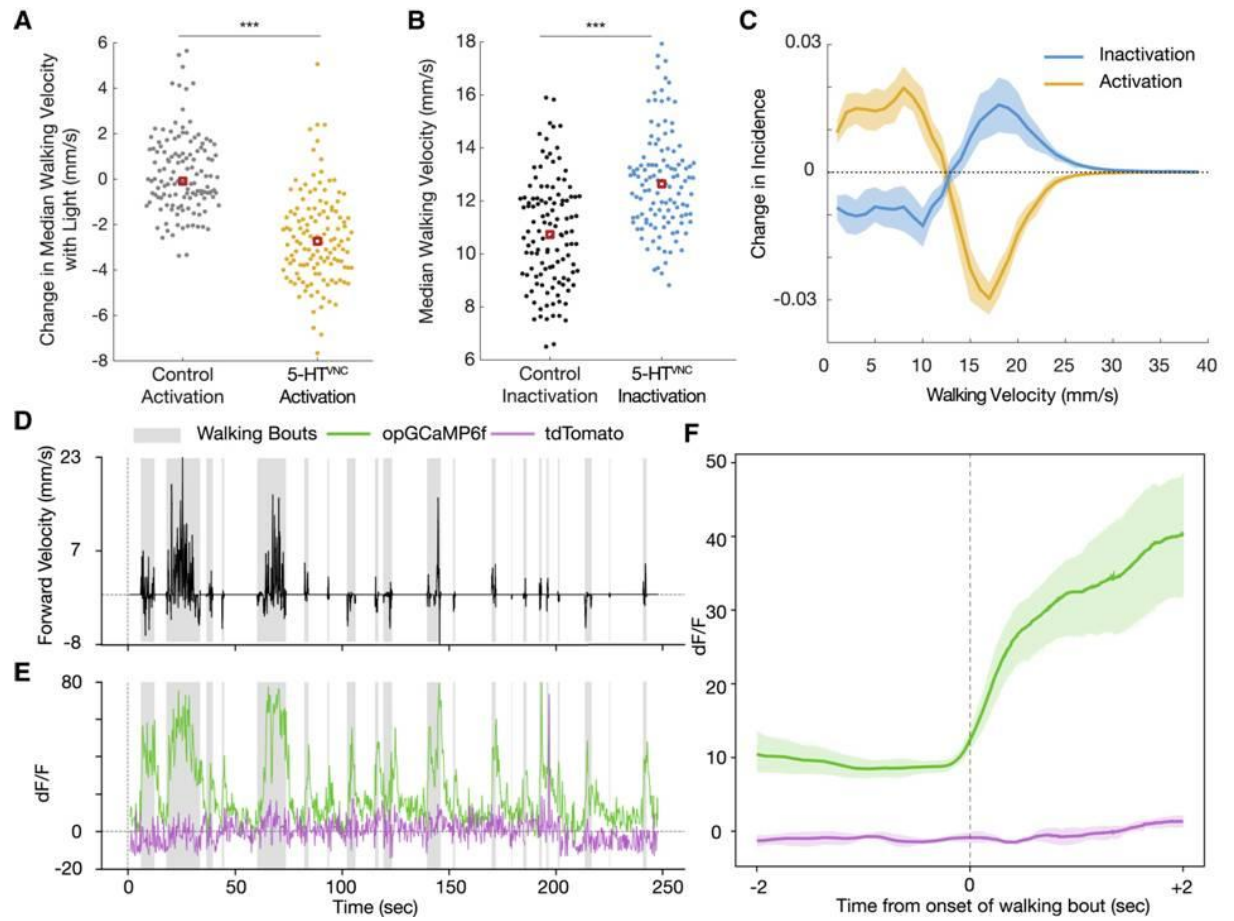 A
***
Change in Median Walking Velocity
with Light (mm/s)
6
4
2
0
-2
-4
-6
-8
Control
Activation
5-HTVNC
Activation
B
***
Median Walking Velocity (mm/s)
18
16
14
12
10
8
6
Control
Inactivation
5-HTVNC
Inactivation
C
Inactivation
Activation
Change in Incidence
0.03
0
-0.03
0 5 10 15 20 25 30 35 40
Walking Velocity (mm/s)
D
Walking Bouts opGCaMP6f tdTomato
Forward Velocity (mm/s)
23
7
-8
E
dF/F
80
0
-20
0 50 100 150 200 250
Time (sec)
F
dF/F
50
40
30
20
10
0
-2 0 +2
Time from onset of walking bout (sec)